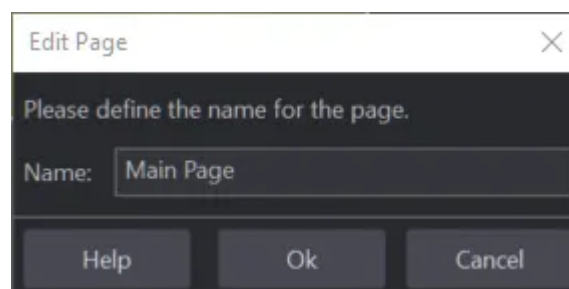 Edit Page
Please define the name for the page.
Name: Main Page
Help Ok Cancel